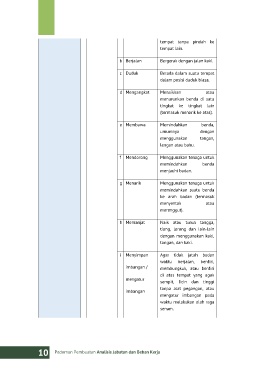 tempat tanpa pindah ke
tempat lain.
b Berjalan Bergerak dengan jalan kaki.
c Duduk Berada dalam suatu tempat
dalam posisi duduk biasa.
d Mengangkat Menaikkan atau
menurunkan benda di satu
tingkat ke tingkat lain
(termasuk menarik ke atas).
e Membawa Memindahkan benda,
umumnya dengan
menggunakan tangan,
lengan atau bahu.
f Mendorong Menggunakan tenaga untuk
memindahkan benda
menjauhi badan.
g Menarik Menggunakan tenaga untuk
memindahkan suatu benda
ke arah badan (termasuk
menyentak atau
merenggut).
h Memanjat Naik atau turun tangga,
tiang, lorong dan lain-lain
dengan menggunakan kaki,
tangan, dan kaki.
i Menyimpan Agar tidak jatuh badan
waktu berjalan, berdiri,
imbangan / membungkuk, atau berdiri
di atas tempat yang agak
mengatur sempit, licin dan tinggi
tanpa alat pegangan, atau
imbangan mengatur imbangan pada
waktu melakukan olah raga
senam.
10 Pedoman Pembuatan Analisis Jabatan dan Beban Kerja